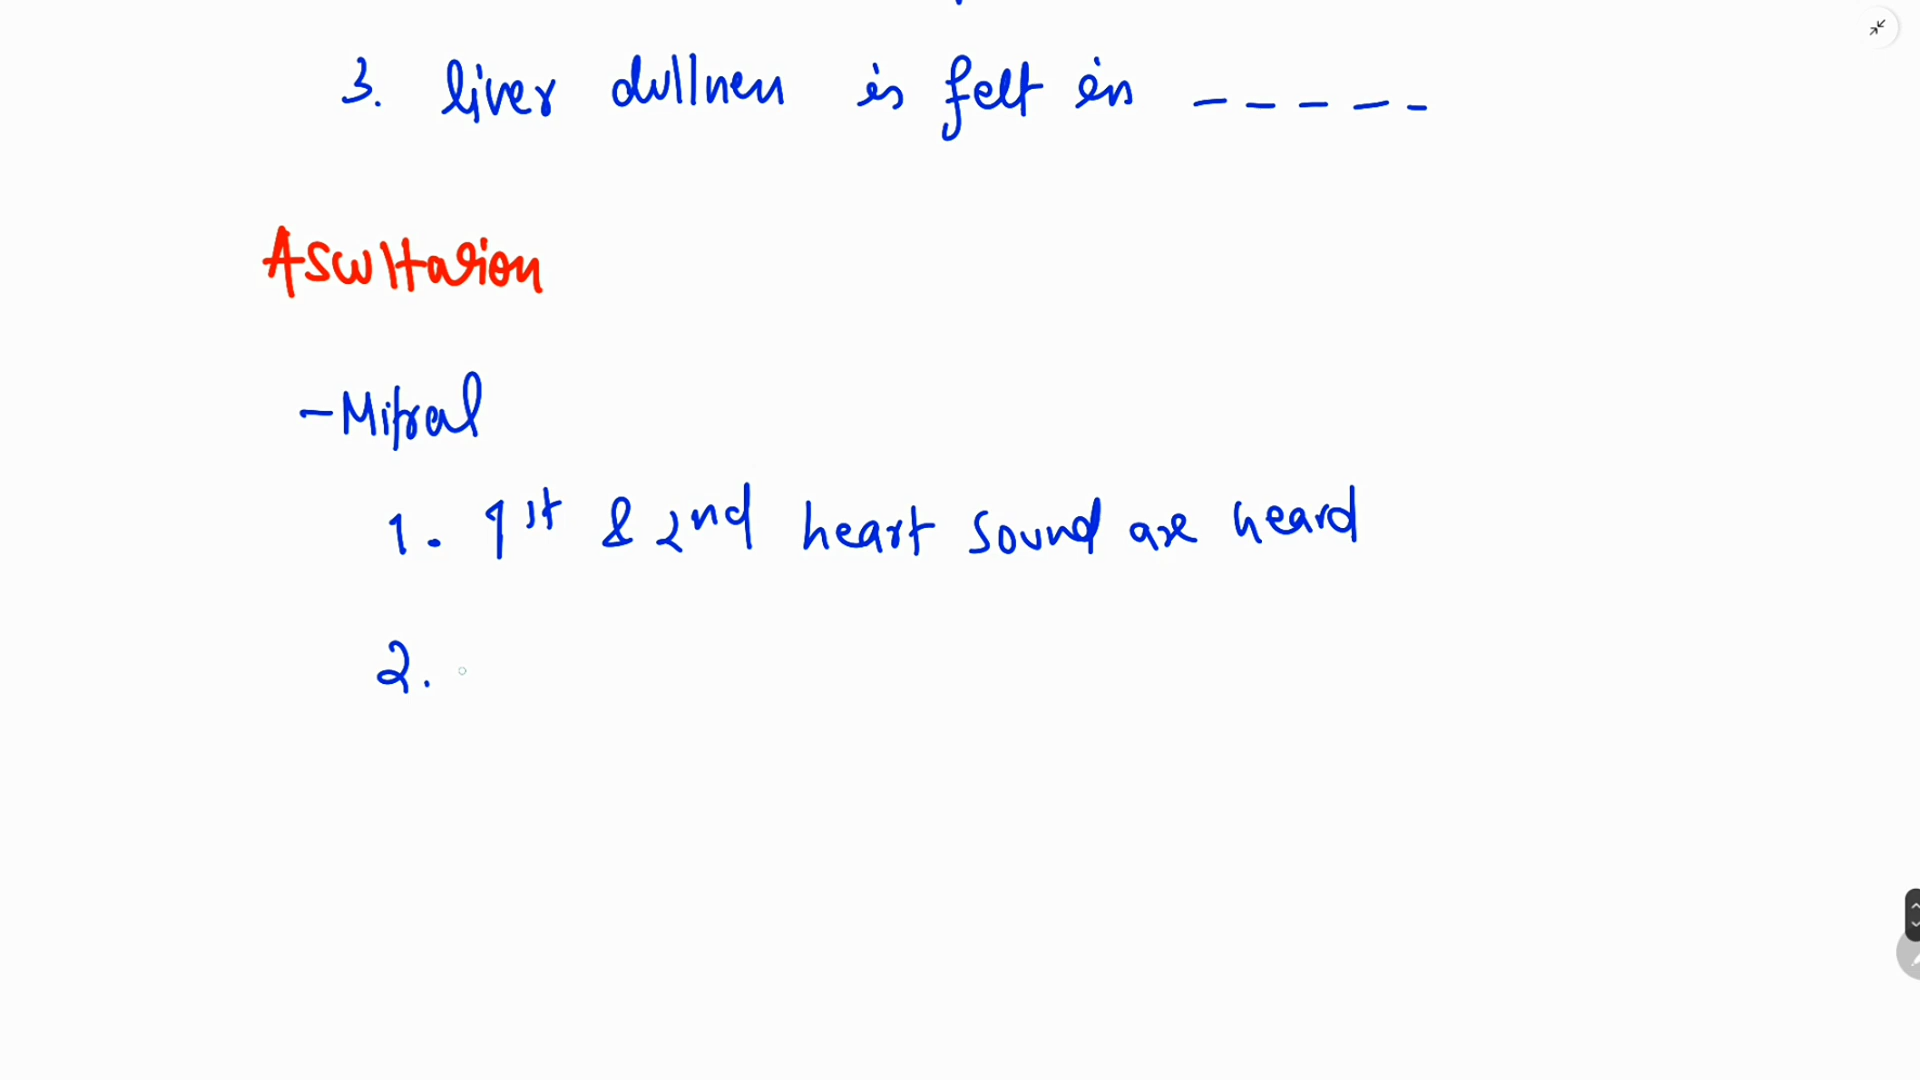 3. liver dullness is felt in -----
Ascultation
- Mitral
1. 1st & 2nd heart sound are heard
2.